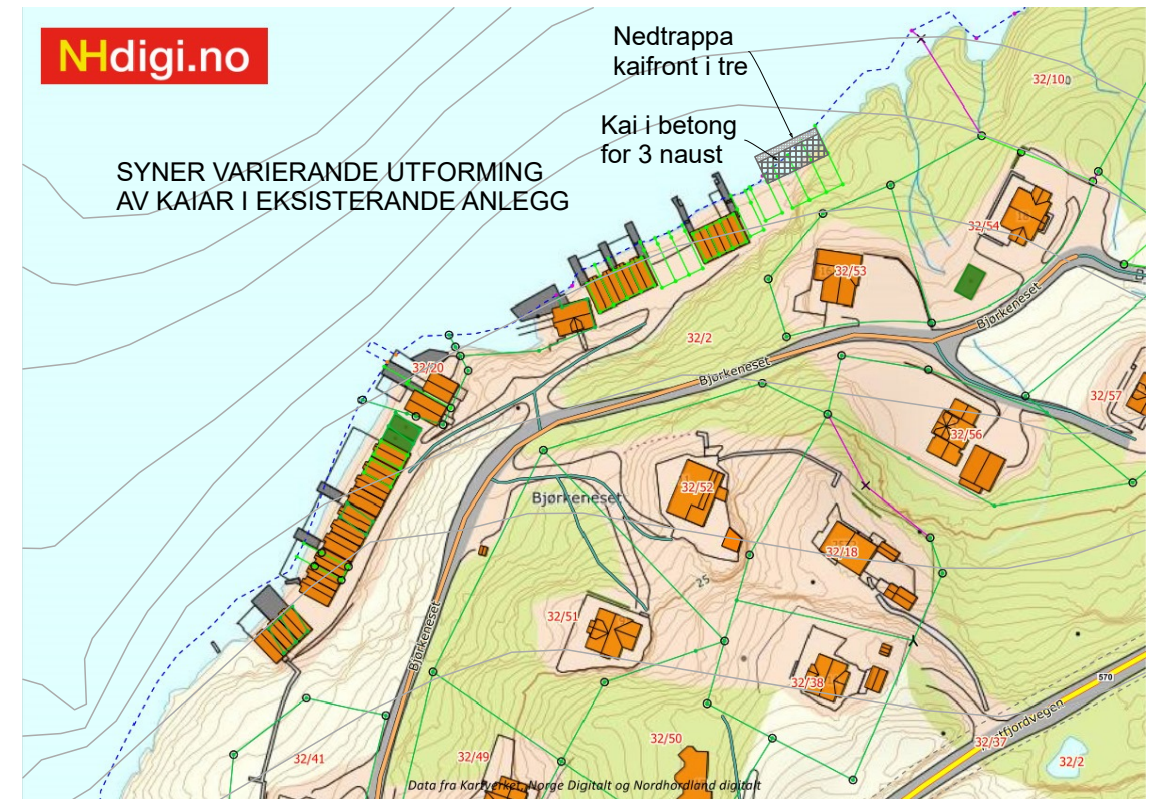 NHdigi.no
Nedtrappa
kaifront i tre
Kai i betong
for 3 naust
SYNER VARIERANDE UTFORMING
AV KAIAR I EKSISTERANDE ANLEGG
32/10
32/54
32/53
Bjørkeneset
32/2
Bjørkeneset
32/20
32/57
32/56
32/52
Bjørkeneset
32/18
25
32/51
Bjørkeneset
32/38
570
32/37
32/50
32/49
32/41
32/2
Data fra Kartverket, Norge Digitalt og Nordhordland digitalt